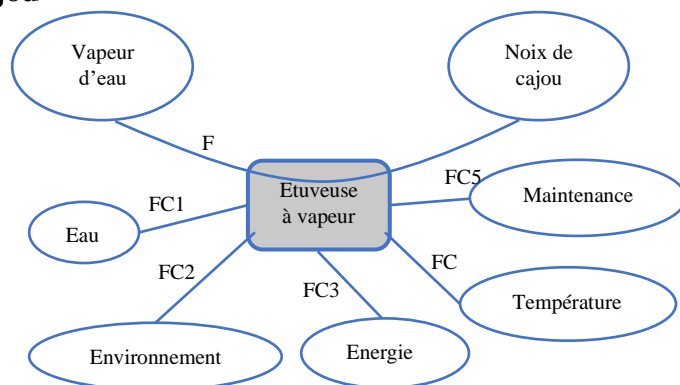 Vapeur
d'eau
Noix de
cajou
F
Etuveuse
à vapeur
FC5
Maintenance
FC1
Eau
FC2
FC3
FC
Température
Environnement
Energie